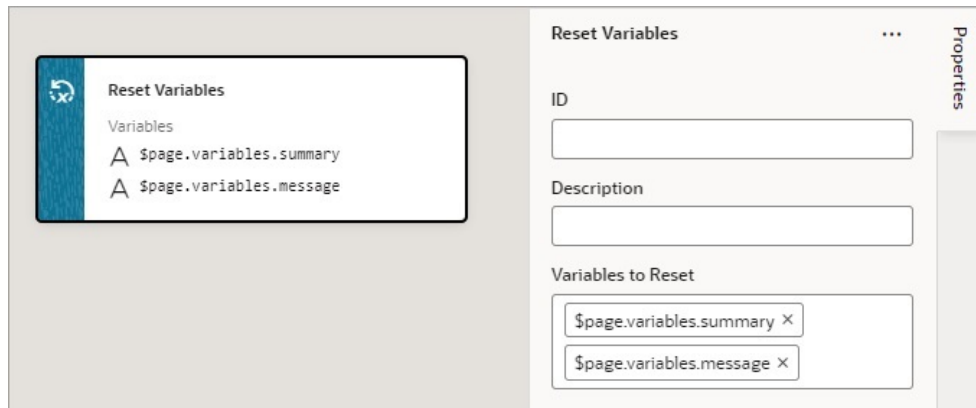 Reset Variables
Variables
A $page.variables.summary
A $page.variables.message
Reset Variables
...
ID
Description
Variables to Reset
$page.variables.summary ×
$page.variables.message ×
Properties